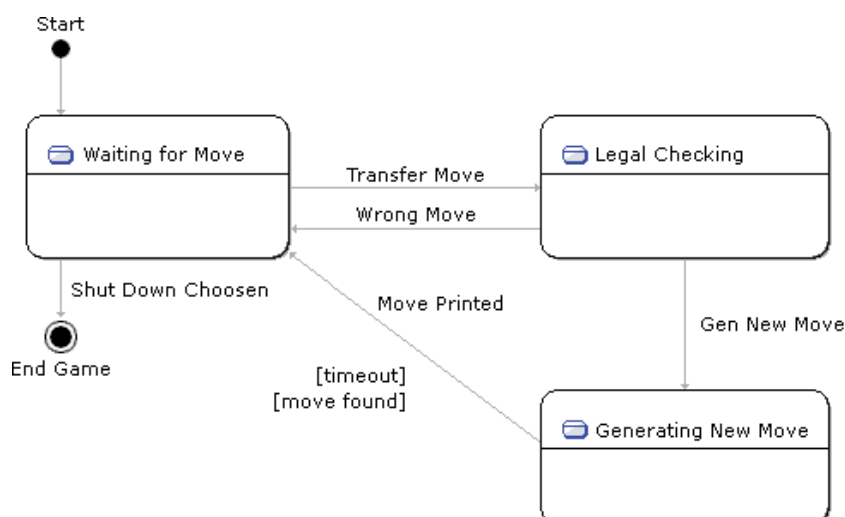 Start
Waiting for Move
Legal Checking
Transfer Move
Wrong Move
Shut Down Choosen
Move Printed
Gen New Move
End Game
[timeout]
[move found]
Generating New Move